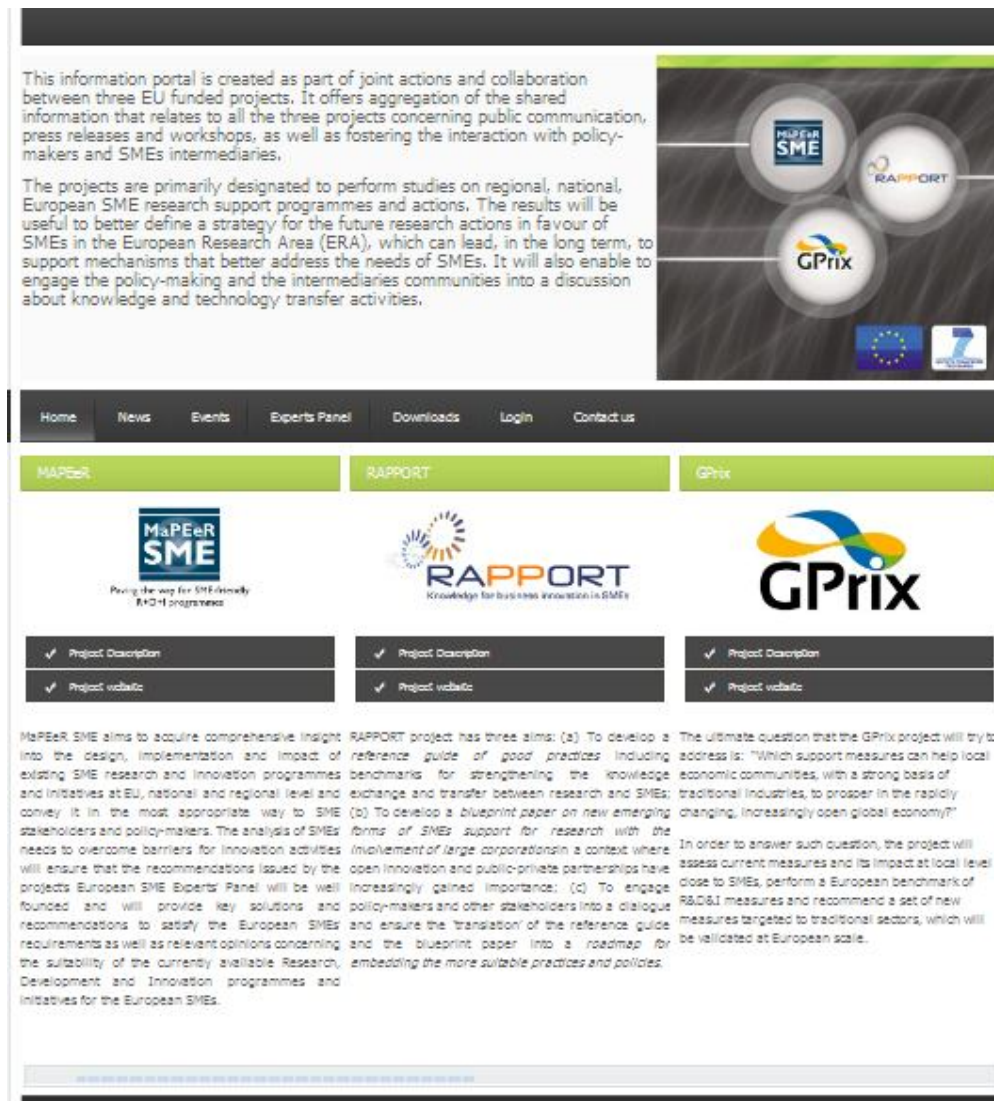 This information portal is created as part of joint actions and collaboration
between three EU funded projects. It offers aggregation of the shared
information that relates to all the three projects concerning public communication,
press releases and workshops, as well as fostering the interaction with policy-
makers and SMEs intermediaries.
The projects are primarily designated to perform studies on regional, national,
European SME research support programmes and actions. The results will be
useful to better define a strategy for the future research actions in favour of
SMEs in the European Research Area (ERA), which can lead, in the long term, to
support mechanisms that better address the needs of SMEs. It will also enable to
engage the policy-making and the intermediaries communities into a discussion
about knowledge and technology transfer activities.
MaPEeR
SME
RAPPORT
GPrix
Home News Events Experts Panel Downloads Login Contact us
MAPEeR
RAPPORT
GPrix
MaPEeR
SME
Paving the way for SME-friendly
R+D+I programmes
RAPPORT
Knowledge for business innovation in SMEs
GPrix
Project Description
Project website
Project Description
Project website
Project Description
Project website
MaPEeR SME aims to acquire comprehensive insight
into the design, implementation and impact of
existing SME research and innovation programmes
and initiatives at EU, national and regional level and
convey it in the most appropriate way to SME
stakeholders and policy-makers. The analysis of SMEs'
needs to overcome barriers for innovation activities
will ensure that the recommendations issued by the
projects European SME Experts' Panel will be well
founded and will provide key solutions and
recommendations to satisfy the European SMEs'
requirements as well as relevant opinions concerning
the suitability of the currently available Research,
Development and Innovation programmes and
initiatives for the European SMEs.
RAPPORT project has three aims: (a) To develop a
reference guide of good practices including
benchmarks for strengthening the knowledge
exchange and transfer between research and SMEs;
(b) To develop a blueprint paper on new emerging
forms of SMEs support for research with the
involvement of large corporationsin a context where
open innovation and public-private partnerships have
increasingly gained importance; (c) To engage
policy-makers and other stakeholders into a dialogue
and ensure the 'translation' of the reference guide
and the blueprint paper into a roadmap for
embedding the more suitable practices and policies.
The ultimate question that the GPrix project will try to
address is: "Which support measures can help local
economic communities, with a strong basis of
traditional industries, to prosper in the rapidly
changing, increasingly open global economy?"
In order to answer such question, the project will
assess current measures and its impact at local level
close to SMEs, perform a European benchmark of
R&D&I measures and recommend a set of new
measures targeted to traditional sectors, which will
be validated at European scale.